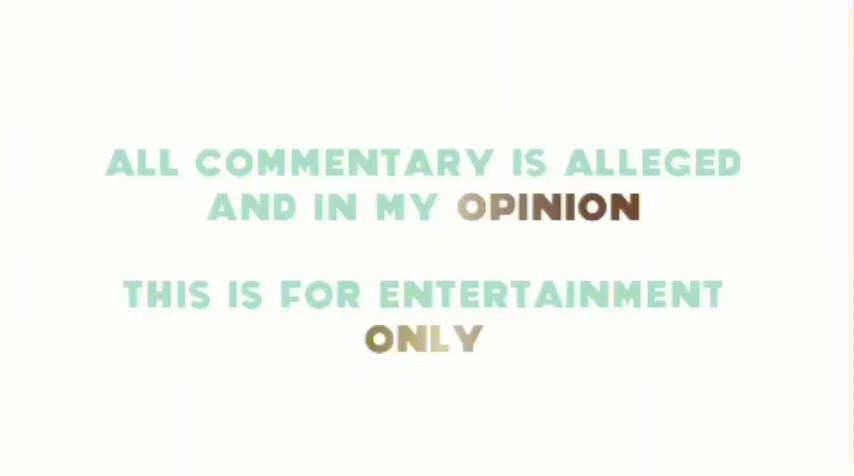 ALL COMMENTARY IS ALLEGED
AND IN MY OPINION
THIS IS FOR ENTERTAINMENT
ONLY